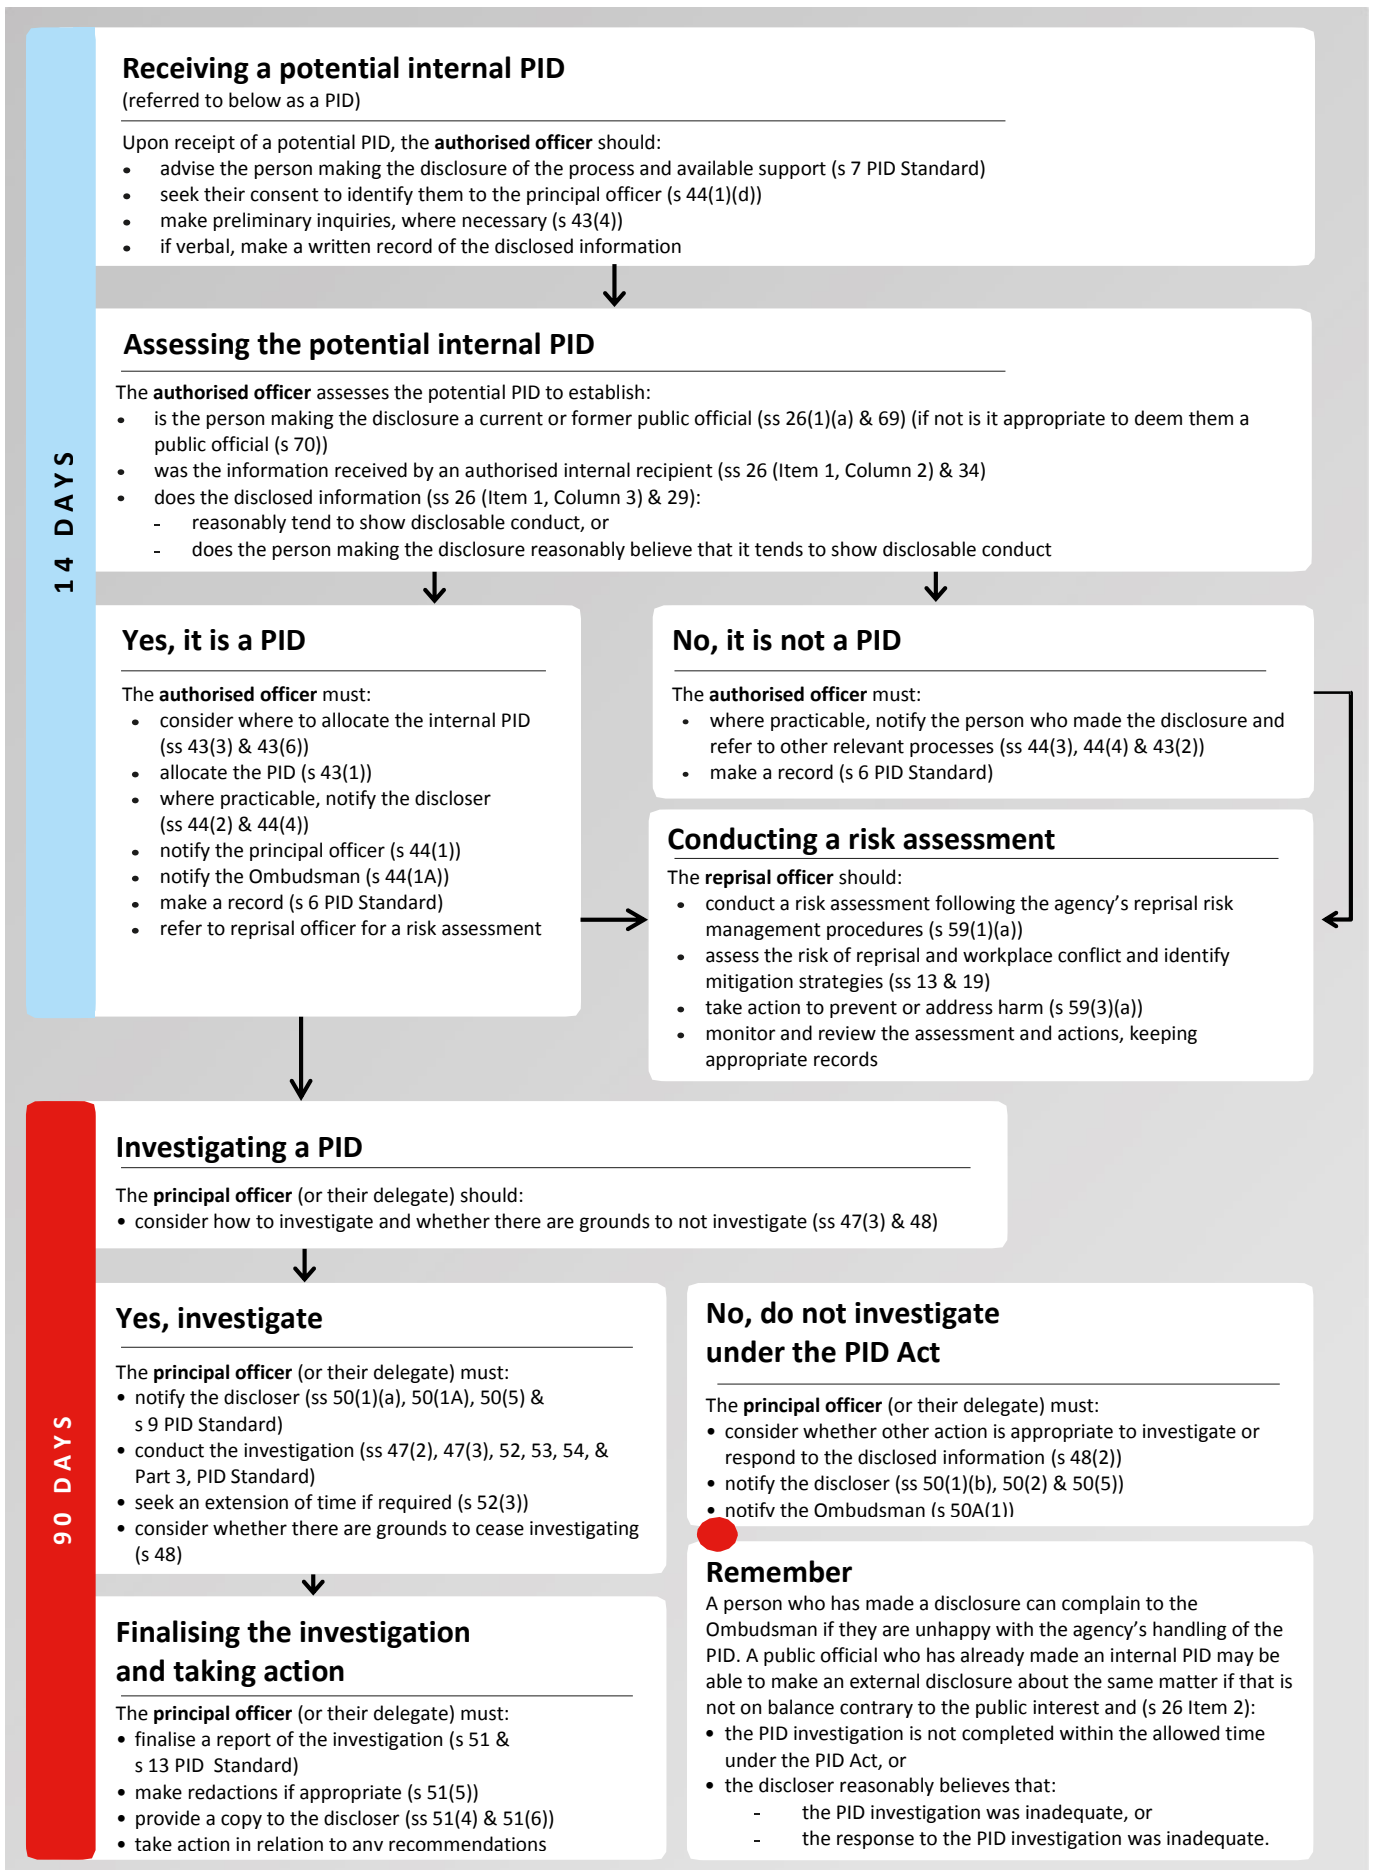 Receiving a potential internal PID
(referred to below as a PID)
Upon receipt of a potential PID, the authorised officer should:
• advise the person making the disclosure of the process and available support (s 7 PID Standard)
• seek their consent to identify them to the principal officer (s 44(1)(d))
• make preliminary inquiries, where necessary (s 43(4))
• if verbal, make a written record of the disclosed information
14 DAYS
Assessing the potential internal PID
The authorised officer assesses the potential PID to establish:
• is the person making the disclosure a current or former public official (ss 26(1)(a) & 69) (if not is it appropriate to deem them a
public official (s 70))
• was the information received by an authorised internal recipient (ss 26 (Item 1, Column 2) & 34)
• does the disclosed information (ss 26 (Item 1, Column 3) & 29):
- reasonably tend to show disclosable conduct, or
- does the person making the disclosure reasonably believe that it tends to show disclosable conduct
Yes, it is a PID
The authorised officer must:
• consider where to allocate the internal PID
(ss 43(3) & 43(6))
• allocate the PID (s 43(1))
• where practicable, notify the discloser
(ss 44(2) & 44(4))
• notify the principal officer (s 44(1))
• notify the Ombudsman (s 44(1A))
• make a record (s 6 PID Standard)
• refer to reprisal officer for a risk assessment
No, it is not a PID
The authorised officer must:
• where practicable, notify the person who made the disclosure and
refer to other relevant processes (ss 44(3), 44(4) & 43(2))
• make a record (s 6 PID Standard)
Conducting a risk assessment
The reprisal officer should:
• conduct a risk assessment following the agency's reprisal risk
management procedures (s 59(1)(a))
• assess the risk of reprisal and workplace conflict and identify
mitigation strategies (ss 13 & 19)
• take action to prevent or address harm (s 59(3)(a))
• monitor and review the assessment and actions, keeping
appropriate records
90 DAYS
Investigating a PID
The principal officer (or their delegate) should:
• consider how to investigate and whether there are grounds to not investigate (ss 47(3) & 48)
Yes, investigate
The principal officer (or their delegate) must:
• notify the discloser (ss 50(1)(a), 50(1A), 50(5) &
s 9 PID Standard)
• conduct the investigation (ss 47(2), 47(3), 52, 53, 54, &
Part 3, PID Standard)
• seek an extension of time if required (s 52(3))
• consider whether there are grounds to cease investigating
(s 48)
No, do not investigate
under the PID Act
The principal officer (or their delegate) must:
• consider whether other action is appropriate to investigate or
respond to the disclosed information (s 48(2))
• notify the discloser (ss 50(1)(b), 50(2) & 50(5))
• notify the Ombudsman (s 50A(1))
Finalising the investigation
and taking action
The principal officer (or their delegate) must:
• finalise a report of the investigation (s 51 &
s 13 PID Standard)
• make redactions if appropriate (s 51(5))
• provide a copy to the discloser (ss 51(4) & 51(6))
• take action in relation to any recommendations
Remember
A person who has made a disclosure can complain to the
Ombudsman if they are unhappy with the agency's handling of the
PID. A public official who has already made an internal PID may be
able to make an external disclosure about the same matter if that is
not on balance contrary to the public interest and (s 26 Item 2):
• the PID investigation is not completed within the allowed time
under the PID Act, or
• the discloser reasonably believes that:
- the PID investigation was inadequate, or
- the response to the PID investigation was inadequate.